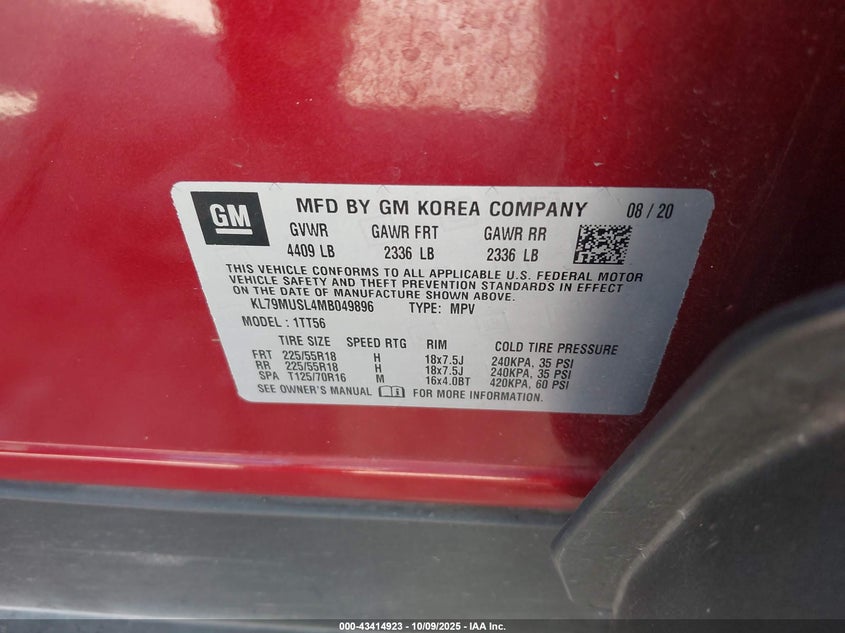 GM
MFD BY GM KOREA COMPANY 08 / 20
GVWR GAWR FRT GAWR RR
4409 LB 2336 LB 2336 LB
THIS VEHICLE CONFORMS TO ALL APPLICABLE U.S. FEDERAL MOTOR
VEHICLE SAFETY AND THEFT PREVENTION STANDARDS IN EFFECT
ON THE DATE OF MANUFACTURE SHOWN ABOVE.
KL79MUSL4MB049896 TYPE: MPV
MODEL : 1TT56
TIRE SIZE SPEED RTG RIM COLD TIRE PRESSURE
FRT 225/55R18 H 18x7.5J 240KPA, 35 PSI
RR 225/55R18 H 18x7.5J 240KPA, 35 PSI
SPA T125/70R16 M 16x4.0BT 420KPA, 60 PSI
SEE OWNER'S MANUAL FOR MORE INFORMATION.
000-43414923 - 10/09/2025 - IAA Inc.